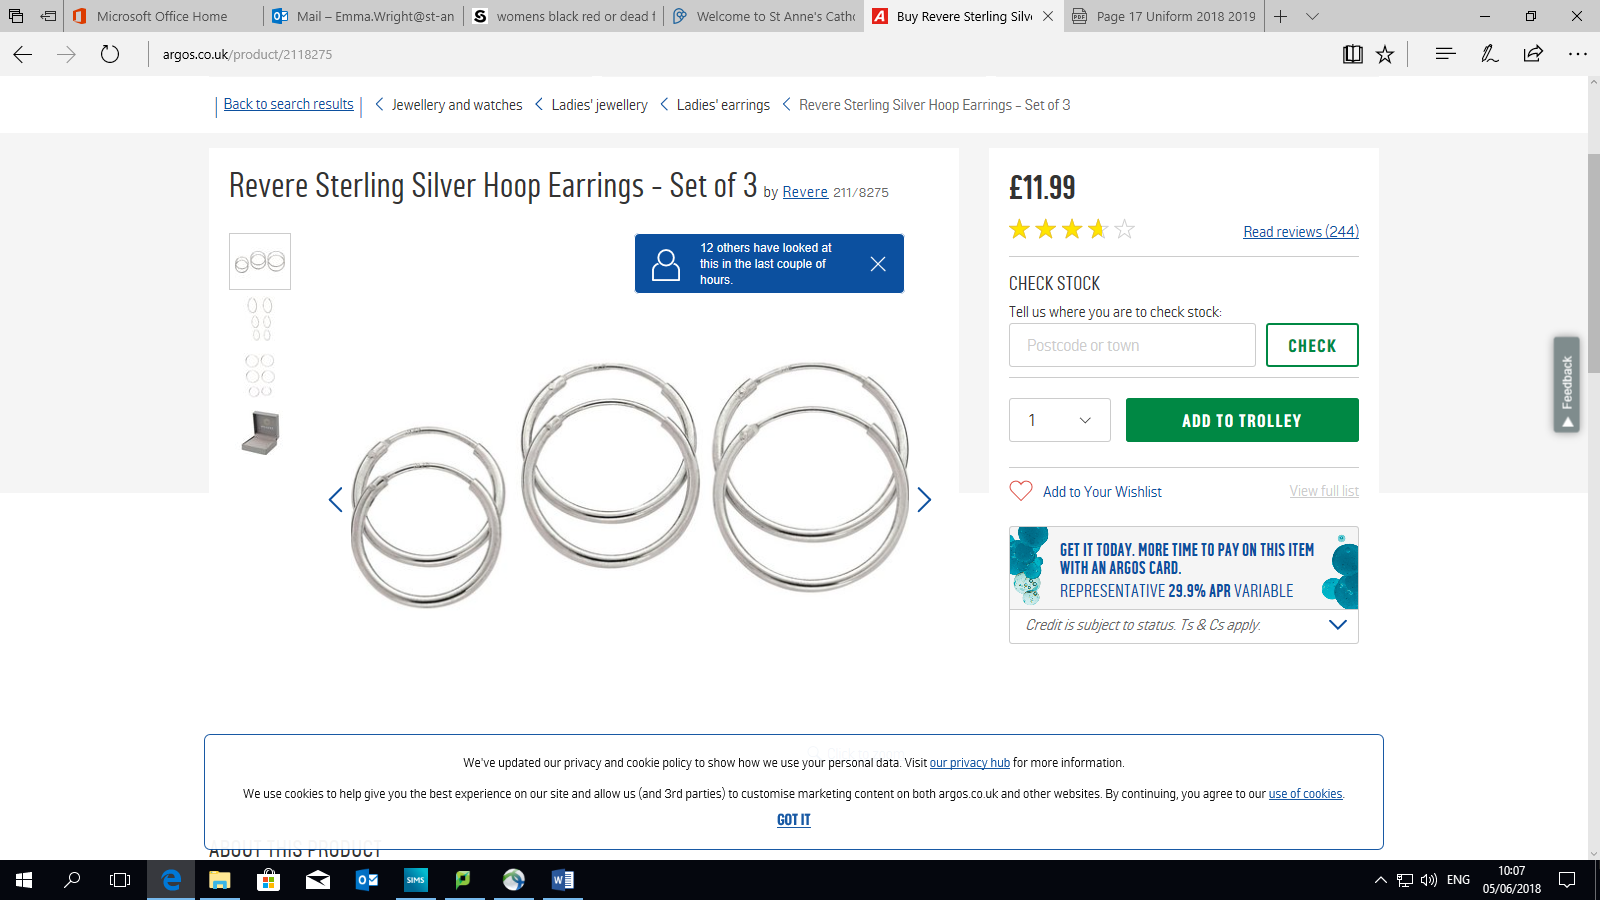 Microsoft Office Home
Mail – Emma.Wright@st-an
womens black red or dead f
Welcome to St Anne's Catho
Buy Revere Sterling Silv
Page 17 Uniform 2018 2019
argos.co.uk/product/2118275
Back to search results
Jewellery and watches
Ladies' jewellery
Ladies' earrings
Revere Sterling Silver Hoop Earrings - Set of 3
Revere Sterling Silver Hoop Earrings - Set of 3 by Revere 211/8275
12 others have looked at
this in the last couple of
hours.
£11.99
Read reviews (244)
CHECK STOCK
Tell us where you are to check stock:
Postcode or town
CHECK
1
ADD TO TROLLEY
Add to Your Wishlist
View full list
GET IT TODAY. MORE TIME TO PAY ON THIS ITEM
WITH AN ARGOS CARD.
REPRESENTATIVE 29.9% APR VARIABLE
Credit is subject to status. Ts & Cs apply.
Feedback
We've updated our privacy and cookie policy to show how we use your personal data. Visit our privacy hub for more information.
We use cookies to help give you the best experience on our site and allow us (and 3rd parties) to customise marketing content on both argos.co.uk and other websites. By continuing, you agree to our use of cookies.
GOT IT
ABOUT THIS PRODUCT
SIMS
ENG
10:07
05/06/2018